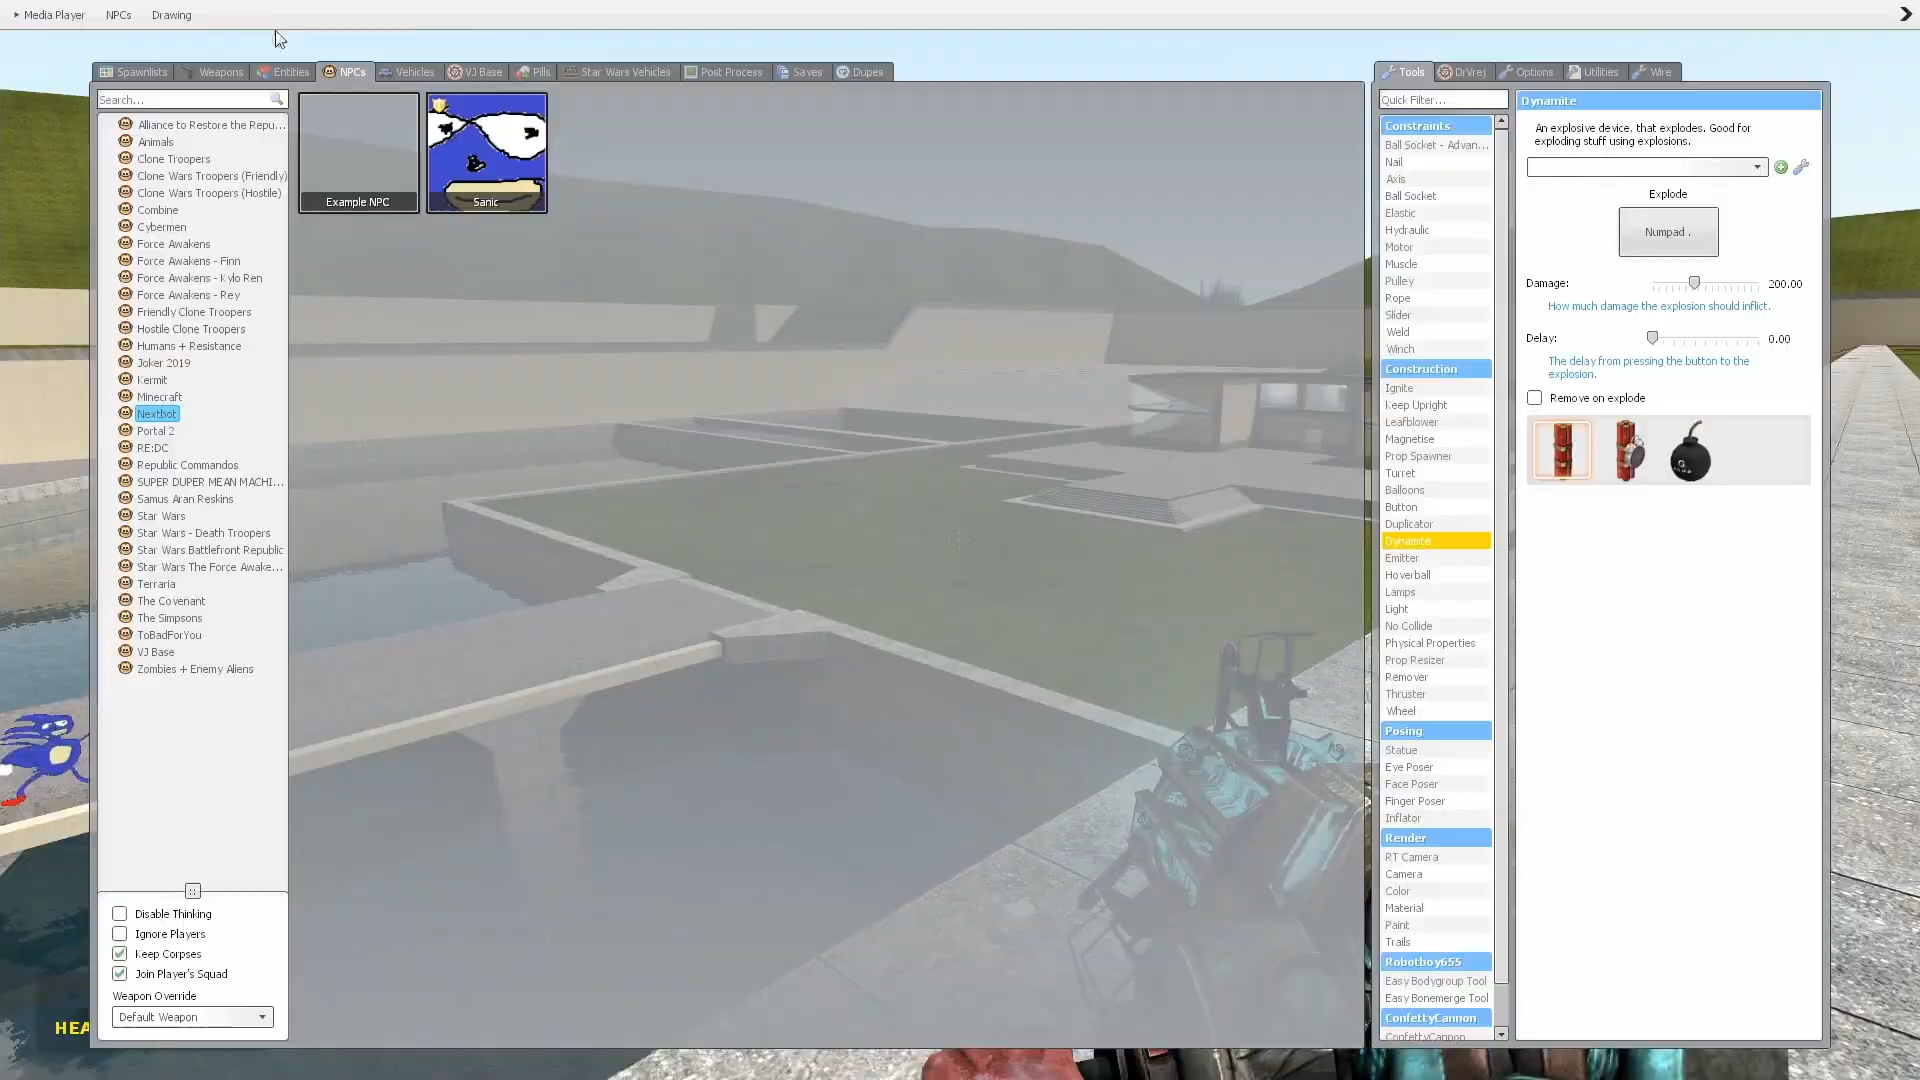 Media Player NPCs Drawing
Spawnlists Weapons Entities NPCs Vehicles VJ Base Pills Star Wars Vehicles Post Process Saves Dupes
Search...
Alliance to Restore the Repu...
Animals
Clone Troopers
Clone Wars Troopers (Friendly)
Clone Wars Troopers (Hostile)
Combine
Cybermen
Force Awakens
Force Awakens - Finn
Force Awakens - Kylo Ren
Force Awakens - Rey
Friendly Clone Troopers
Hostile Clone Troopers
Humans + Resistance
Joker 2019
Kermit
Minecraft
Nextbot
Portal 2
RE:DC
Republic Commandos
SUPER DUPER MEAN MACHI...
Samus Aran Reskins
Star Wars
Star Wars - Death Troopers
Star Wars Battlefront Republic
Star Wars The Force Awake...
Terraria
The Covenant
The Simpsons
ToBadForYou
VJ Base
Zombies + Enemy Aliens
Disable Thinking
Ignore Players
Keep Corpses
Join Player's Squad
Weapon Override
Default Weapon
HEA
Example NPC
Sanic
Tools DrVrej Options Utilities Wire
Quick Filter...
Constraints
Ball Socket - Advan...
Nail
Axis
Ball Socket
Elastic
Hydraulic
Motor
Muscle
Pulley
Rope
Slider
Weld
Winch
Construction
Ignite
Keep Upright
Leafblower
Magnetise
Prop Spawner
Turret
Balloons
Button
Duplicator
Dynamite
Emitter
Hoverball
Lamps
Light
No Collide
Physical Properties
Prop Resizer
Remover
Thruster
Wheel
Posing
Statue
Eye Poser
Face Poser
Finger Poser
Inflator
Render
RT Camera
Camera
Color
Material
Paint
Trails
Robotboy655
Easy Bodygroup Tool
Easy Bonemerge Tool
ConfettyCannon
ConfettyCannon
Dynamite
An explosive device, that explodes. Good for
exploding stuff using explosions.
Explode
Numpad .
Damage: 200.00
How much damage the explosion should inflict.
Delay: 0.00
The delay from pressing the button to the
explosion.
Remove on explode